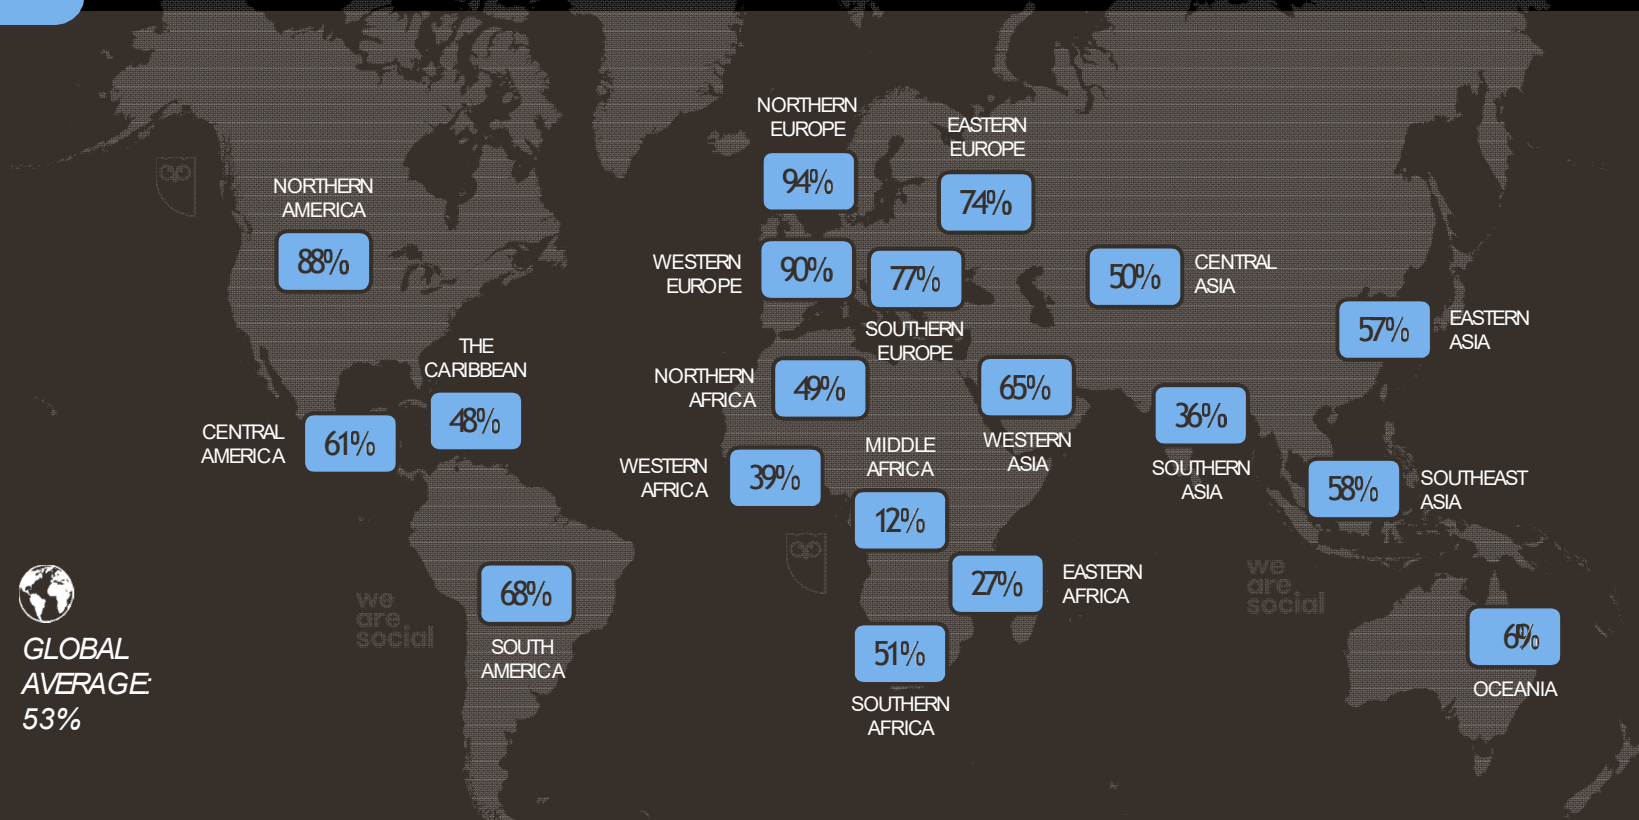 NORTHERN
EUROPE
94%
EASTERN
EUROPE
74%
NORTHERN
AMERICA
88%
WESTERN
EUROPE
90%
77%
SOUTHERN
EUROPE
50%
CENTRAL
ASIA
57%
EASTERN
ASIA
THE
CARIBBEAN
48%
NORTHERN
AFRICA
49%
65%
WESTERN
ASIA
36%
SOUTHERN
ASIA
CENTRAL
AMERICA
61%
WESTERN
AFRICA
39%
MIDDLE
AFRICA
12%
58%
SOUTHEAST
ASIA
27%
EASTERN
AFRICA
68%
SOUTH
AMERICA
51%
SOUTHERN
AFRICA
OCEANIA
we
are
social
we
are
social
GLOBAL
AVERAGE:
53%